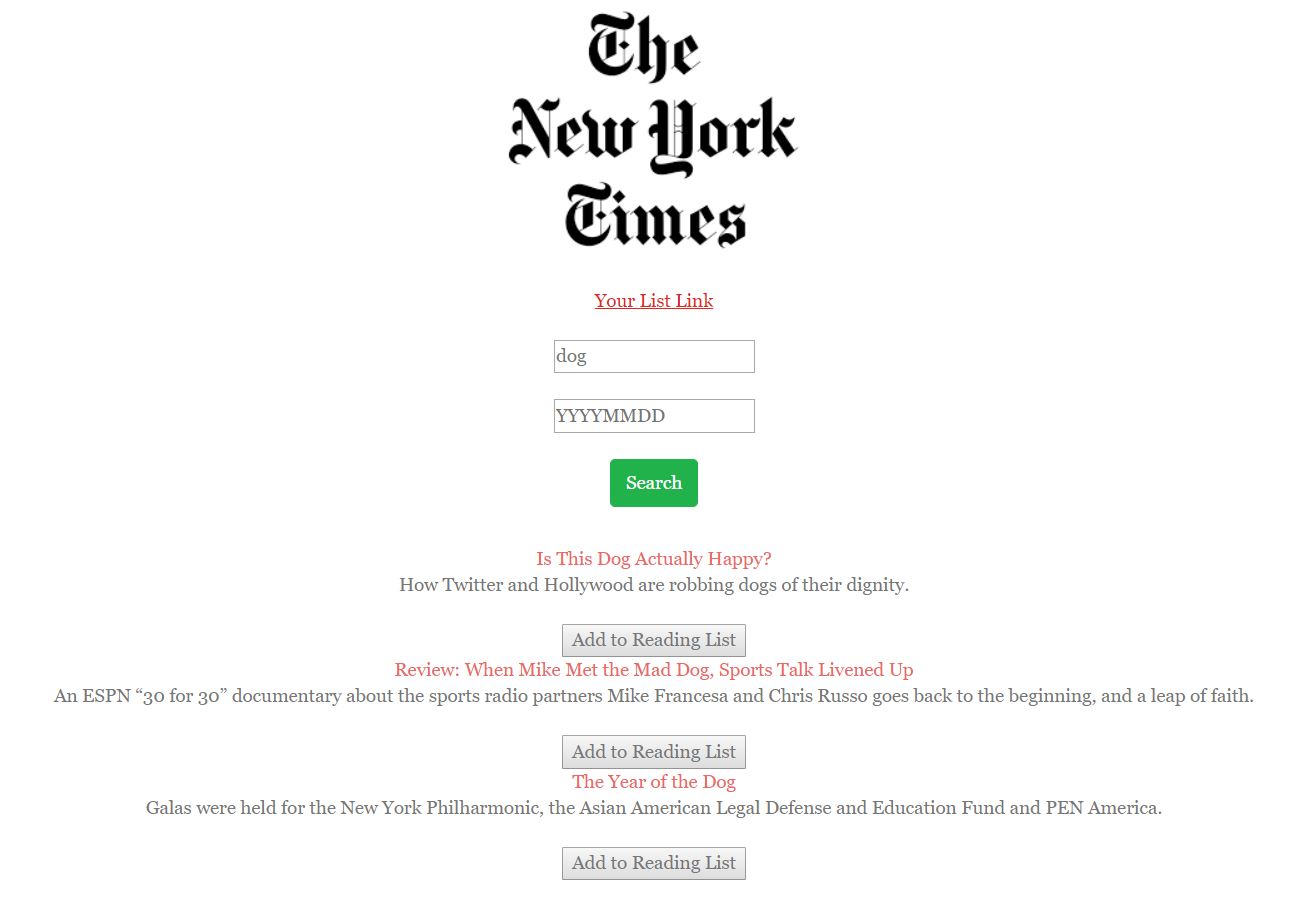 The
New York
Times
Your List Link
dog
YYYYMMDD
Search
Is This Dog Actually Happy?
How Twitter and Hollywood are robbing dogs of their dignity.
Add to Reading List
Review: When Mike Met the Mad Dog, Sports Talk Livened Up
An ESPN “30 for 30” documentary about the sports radio partners Mike Francesa and Chris Russo goes back to the beginning, and a leap of faith.
Add to Reading List
The Year of the Dog
Galas were held for the New York Philharmonic, the Asian American Legal Defense and Education Fund and PEN America.
Add to Reading List